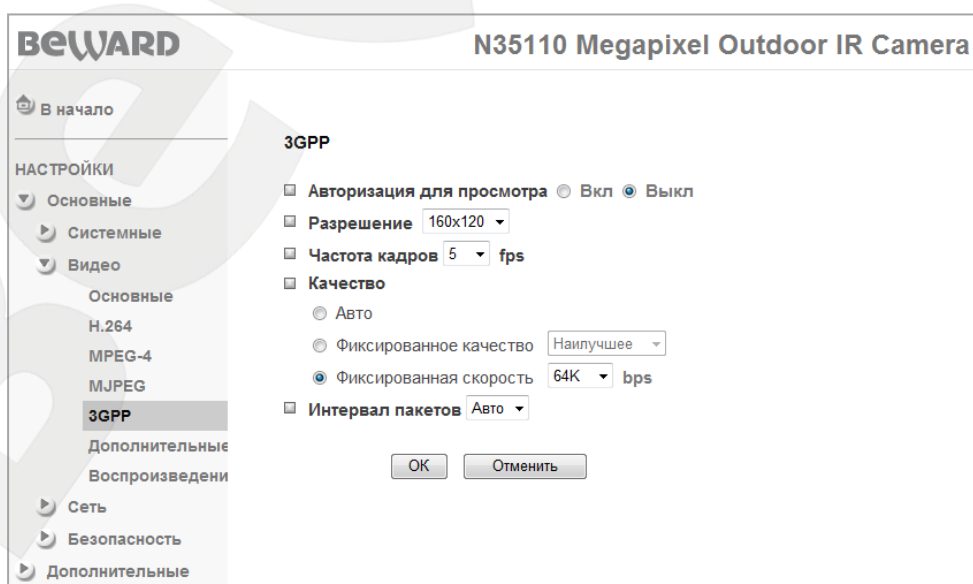 BEWARD
N35110 Megapixel Outdoor IR Camera
В начало
НАСТРОЙКИ
Основные
Системные
Видео
Основные
H.264
MPEG-4
MJPEG
3GPP
Дополнительные
Воспроизведени
Сеть
Безопасность
Дополнительные
3GPP
Авторизация для просмотра Вкл Выкл
Разрешение 160x120
Частота кадров 5 fps
Качество
Авто
Фиксированное качество Наилучшее
Фиксированная скорость 64K bps
Интервал пакетов Авто
OK Отменить